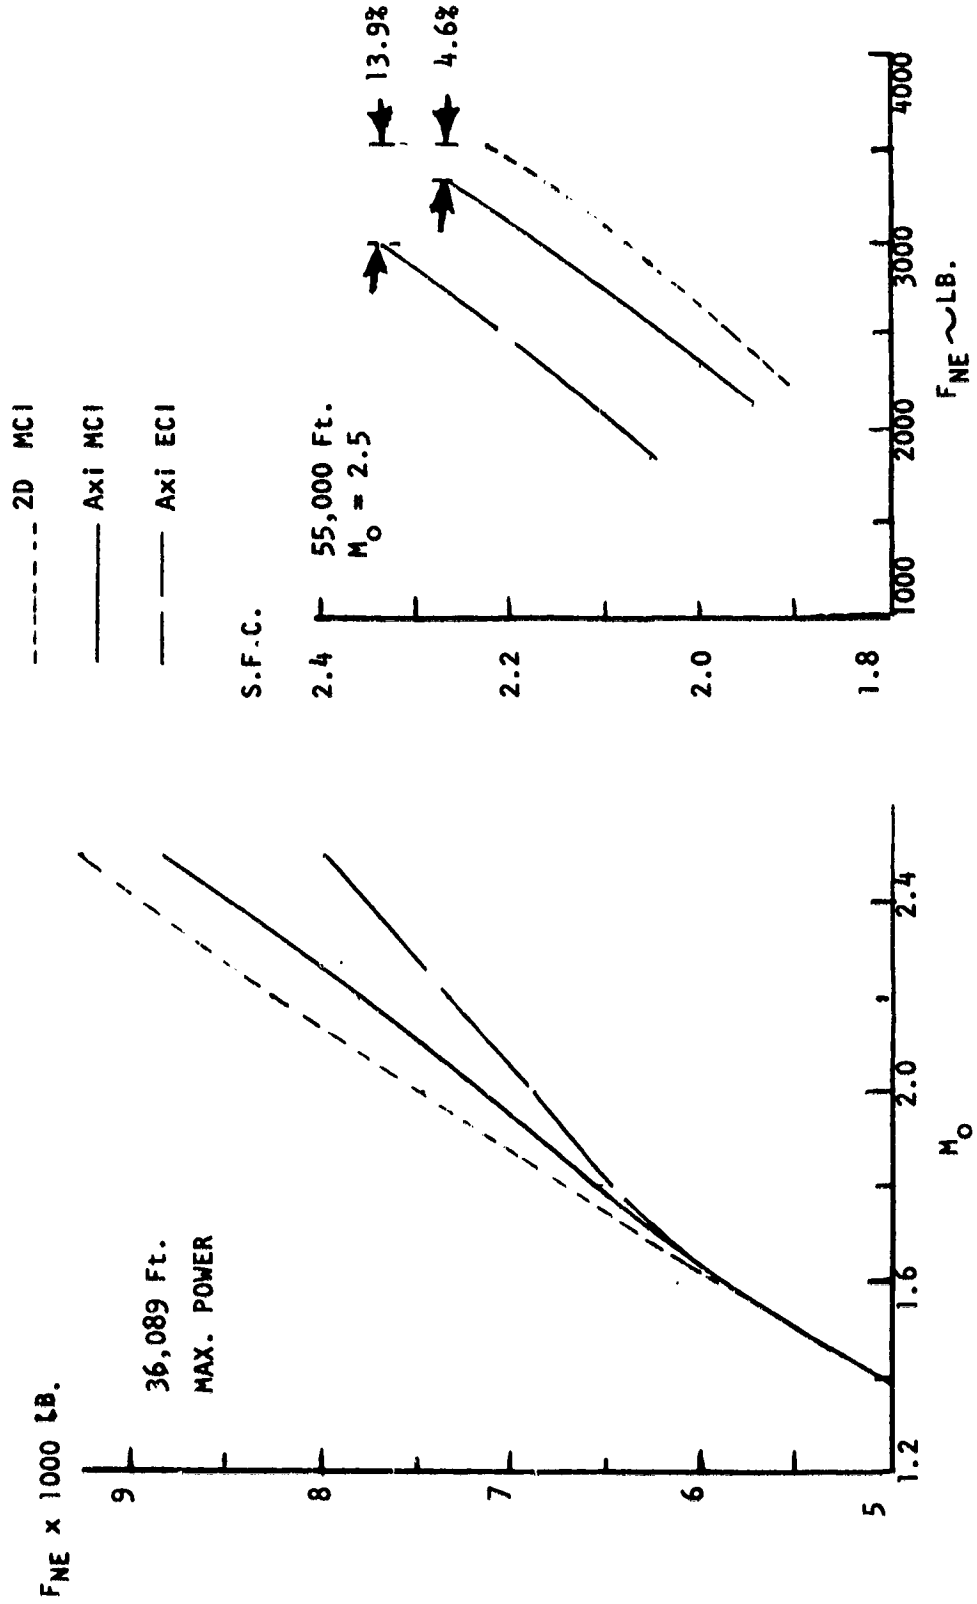 2D MCI
Axi MCI
Axi ECI
F_NE x 1000 LB.
9
8
7
6
5
36,089 Ft.
MAX. POWER
1.2
1.6
2.0
2.4
M_O
S.F.C.
2.4
2.2
2.0
1.8
55,000 Ft.
M_O = 2.5
13.9%
4.6%
1000
2000
3000
4000
F_NE ~ LB.